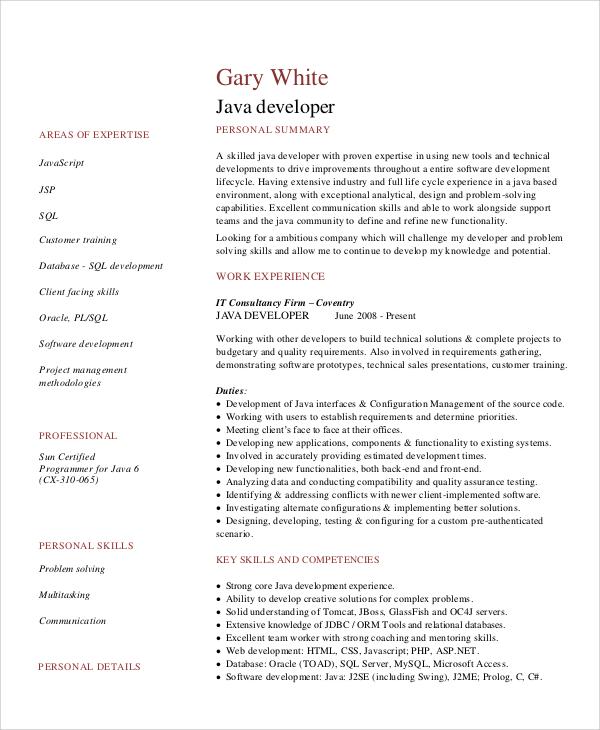 Gary White
Java developer
AREAS OF EXPERTISE
JavaScript
JSP
SQL
Customer training
Database - SQL development
Client facing skills
Oracle, PL/SQL
Software development
Project management
methodologies
PROFESSIONAL
Sun Certified
Programmer for Java 6
(CX-310-065)
PERSONAL SKILLS
Problem solving
Multitasking
Communication
PERSONAL DETAILS
PERSONAL SUMMARY
A skilled java developer with proven expertise in using new tools and technical
developments to drive improvements throughout a entire software development
lifecycle. Having extensive industry and full life cycle experience in a java based
environment, along with exceptional analytical, design and problem-solving
capabilities. Excellent communication skills and able to work alongside support
teams and the java community to define and refine new functionality.
Looking for a ambitious company which will challenge my developer and problem
solving skills and allow me to continue to develop my knowledge and potential.
WORK EXPERIENCE
IT Consultancy Firm – Coventry
JAVA DEVELOPER June 2008 - Present
Working with other developers to build technical solutions & complete projects to
budgetary and quality requirements. Also involved in requirements gathering,
demonstrating software prototypes, technical sales presentations, customer training.
Duties:
• Development of Java interfaces & Configuration Management of the source code.
• Working with users to establish requirements and determine priorities.
• Meeting client's face to face at their offices.
• Developing new applications, components & functionality to existing systems.
• Involved in accurately providing estimated development times.
• Developing new functionalities, both back-end and front-end.
• Analyzing data and conducting compatibility and quality assurance testing.
• Identifying & addressing conflicts with newer client-implemented software.
• Investigating alternate configurations & implementing better solutions.
• Designing, developing, testing & configuring for a custom pre-authenticated
scenario.
KEY SKILLS AND COMPETENCIES
• Strong core Java development experience.
• Ability to develop creative solutions for complex problems.
• Solid understanding of Tomcat, JBoss, GlassFish and OC4J servers.
• Extensive knowledge of JDBC / ORM Tools and relational databases.
• Excellent team worker with strong coaching and mentoring skills.
• Web development: HTML, CSS, Javascript; PHP, ASP.NET.
• Database: Oracle (TOAD), SQL Server, MySQL, Microsoft Access.
• Software development: Java: J2SE (including Swing), J2ME; Prolog, C, C#.